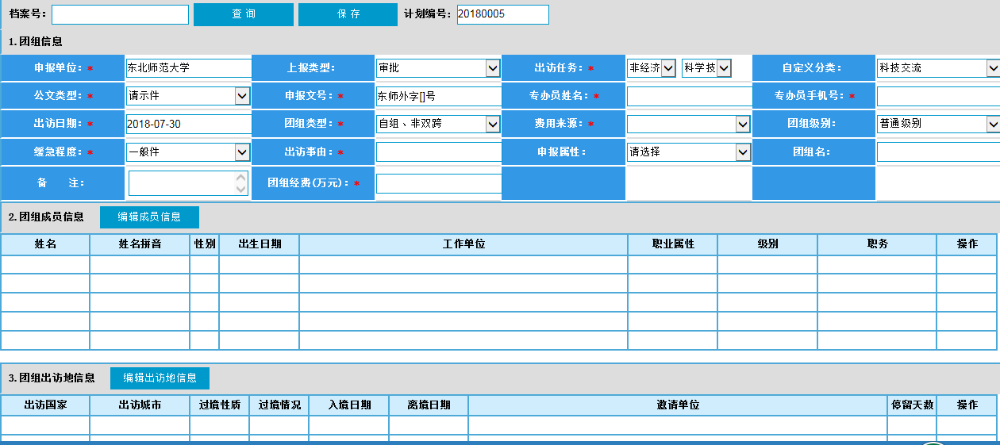 档案号： 查 询 保 存 计划编号：20180005
1.团组信息
申报单位：* 东北师范大学 上报类型： 审批 出访任务：* 非经济 科学技 自定义分类： 科技交流
公文类型：* 请示件 申报文号：* 东师外字[]号 专办员姓名：* 专办员手机号：*
出访日期：* 2018-07-30 团组类型：* 自组、非双跨 费用来源：* 团组级别： 普通级别
缓急程度：* 一般件 出访事由：* 申报属性： 请选择 团组名：
备 注： 团组经费(万元)：*
2.团组成员信息 编辑成员信息
姓名 姓名拼音 性别 出生日期 工作单位 职业属性 级别 职务 操作
3.团组出访地信息 编辑出访地信息
出访国家 出访城市 过境性质 过境情况 入境日期 离境日期 邀请单位 停留天数 操作